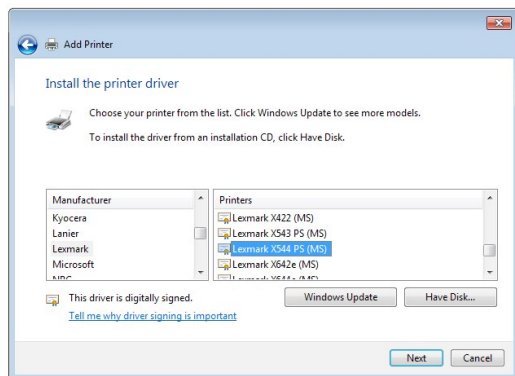 Add Printer
Install the printer driver
Choose your printer from the list. Click Windows Update to see more models.
To install the driver from an installation CD, click Have Disk.
Manufacturer
Kyocera
Lanier
Lexmark
Microsoft
Printers
Lexmark X422 (MS)
Lexmark X543 PS (MS)
Lexmark X544 PS (MS)
Lexmark X642e (MS)
This driver is digitally signed.
Tell me why driver signing is important
Windows Update
Have Disk...
Next
Cancel